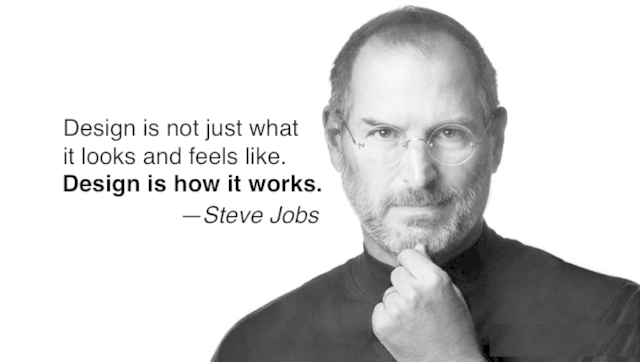 Design is not just what
it looks and feels like.
Design is how it works.
—Steve Jobs